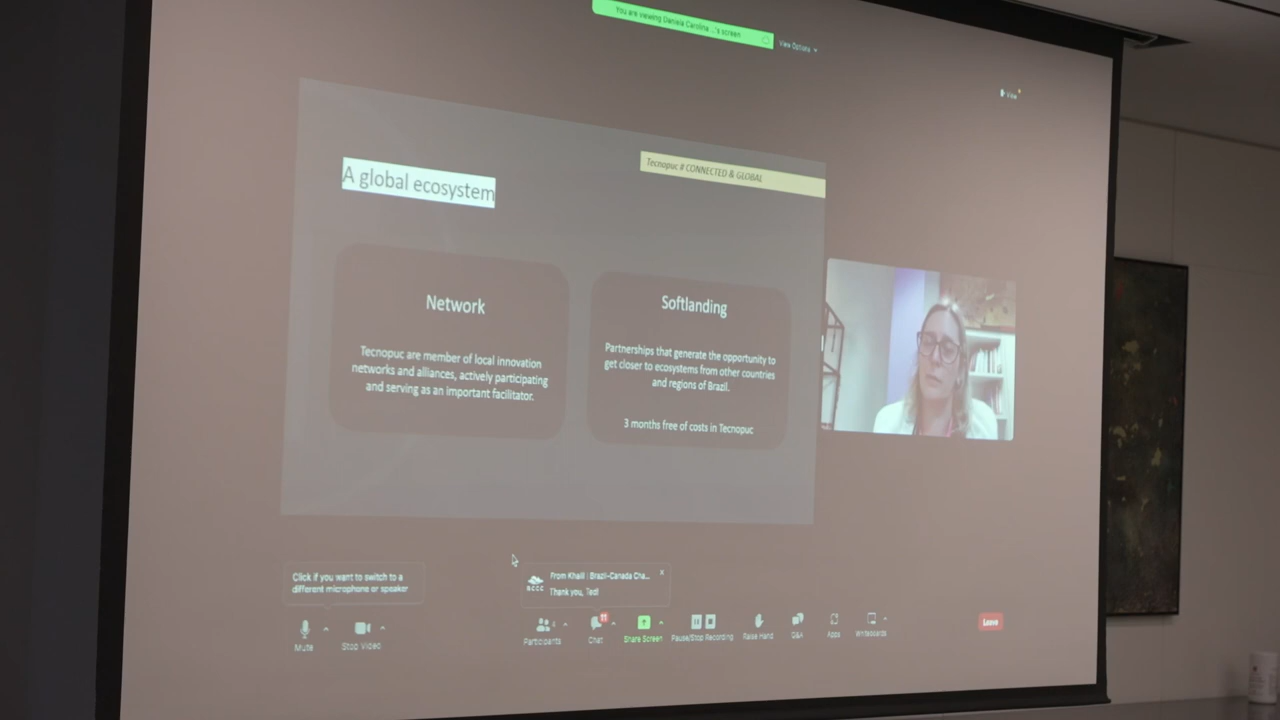 You are viewing Daniela Carolina ...'s screen
View Options
View
A global ecosystem
Tecnopuc # CONNECTED & GLOBAL
Network
Tecnopuc are member of local innovation
networks and alliances, actively participating
and serving as an important facilitator.
Softlanding
Partnerships that generate the opportunity to
get closer to ecosystems from other countries
and regions of Brazil.
3 months free of costs in Tecnopuc
Click if you want to switch to a
different microphone or speaker
BCCC
From Khalil | Brazil-Canada Cha...
x
Thank you, Ted!
Mute
Stop Video
Participants
4
Chat
11
Share Screen
Pause/Stop Recording
Raise Hand
Q&A
Apps
Whiteboards
Leave